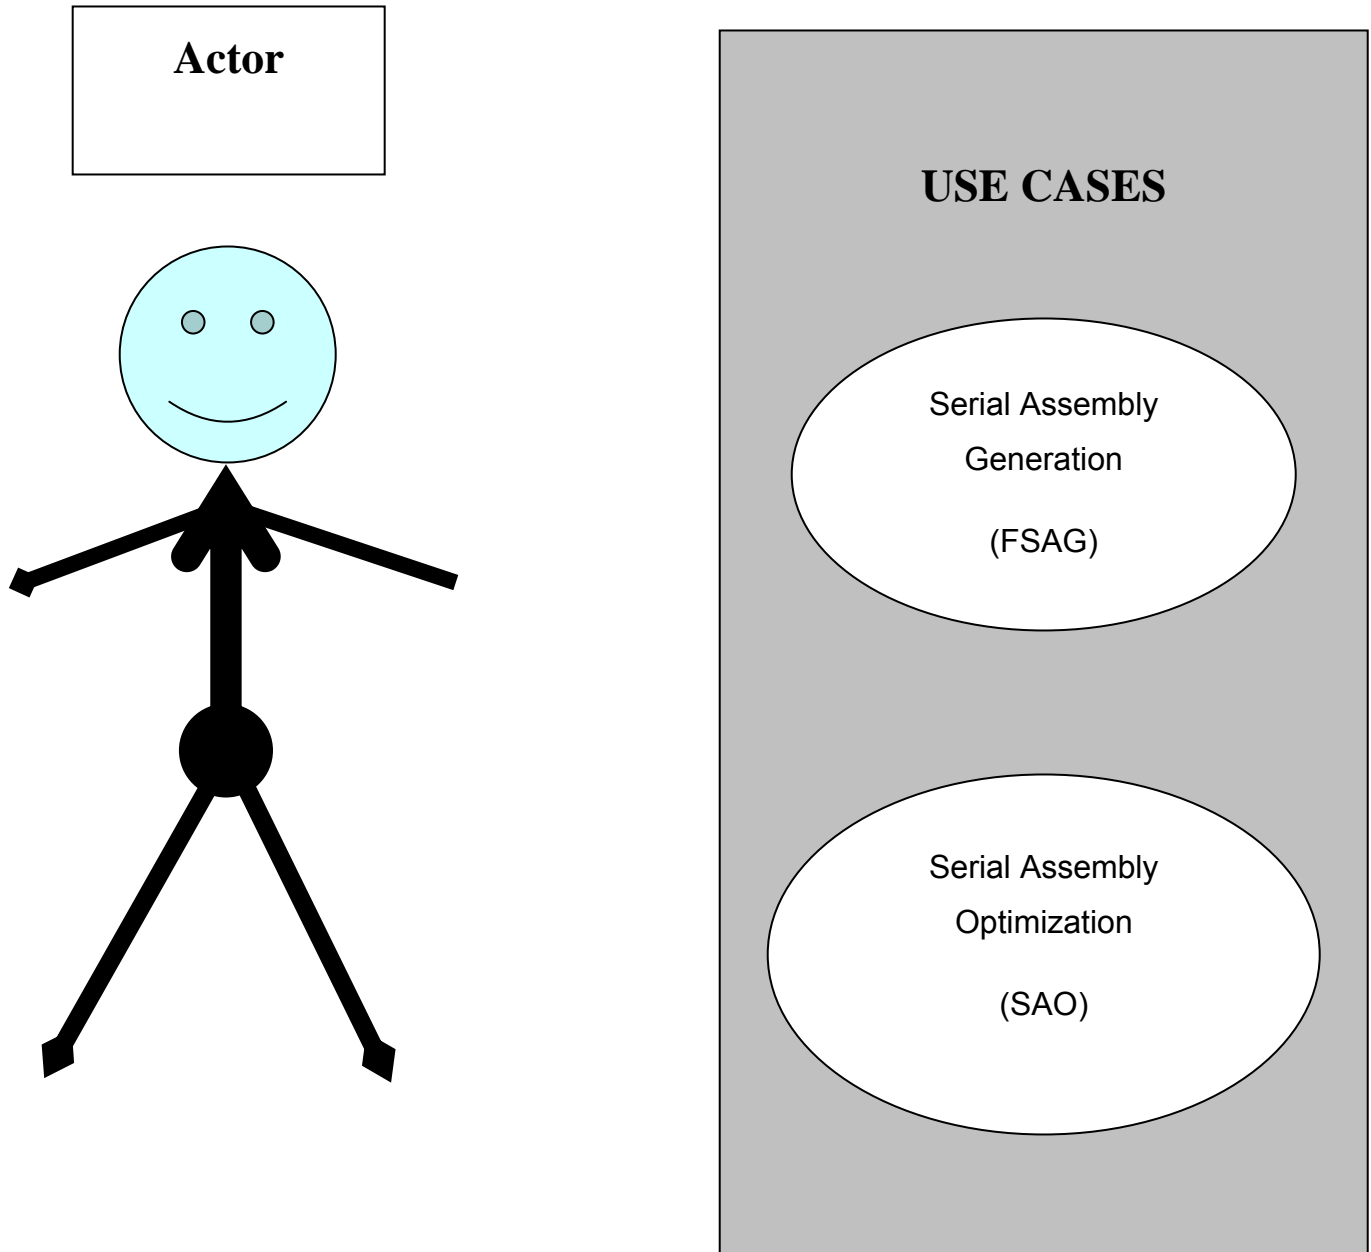 Actor
USE CASES
Serial Assembly
Generation
(FSAG)
Serial Assembly
Optimization
(SAO)